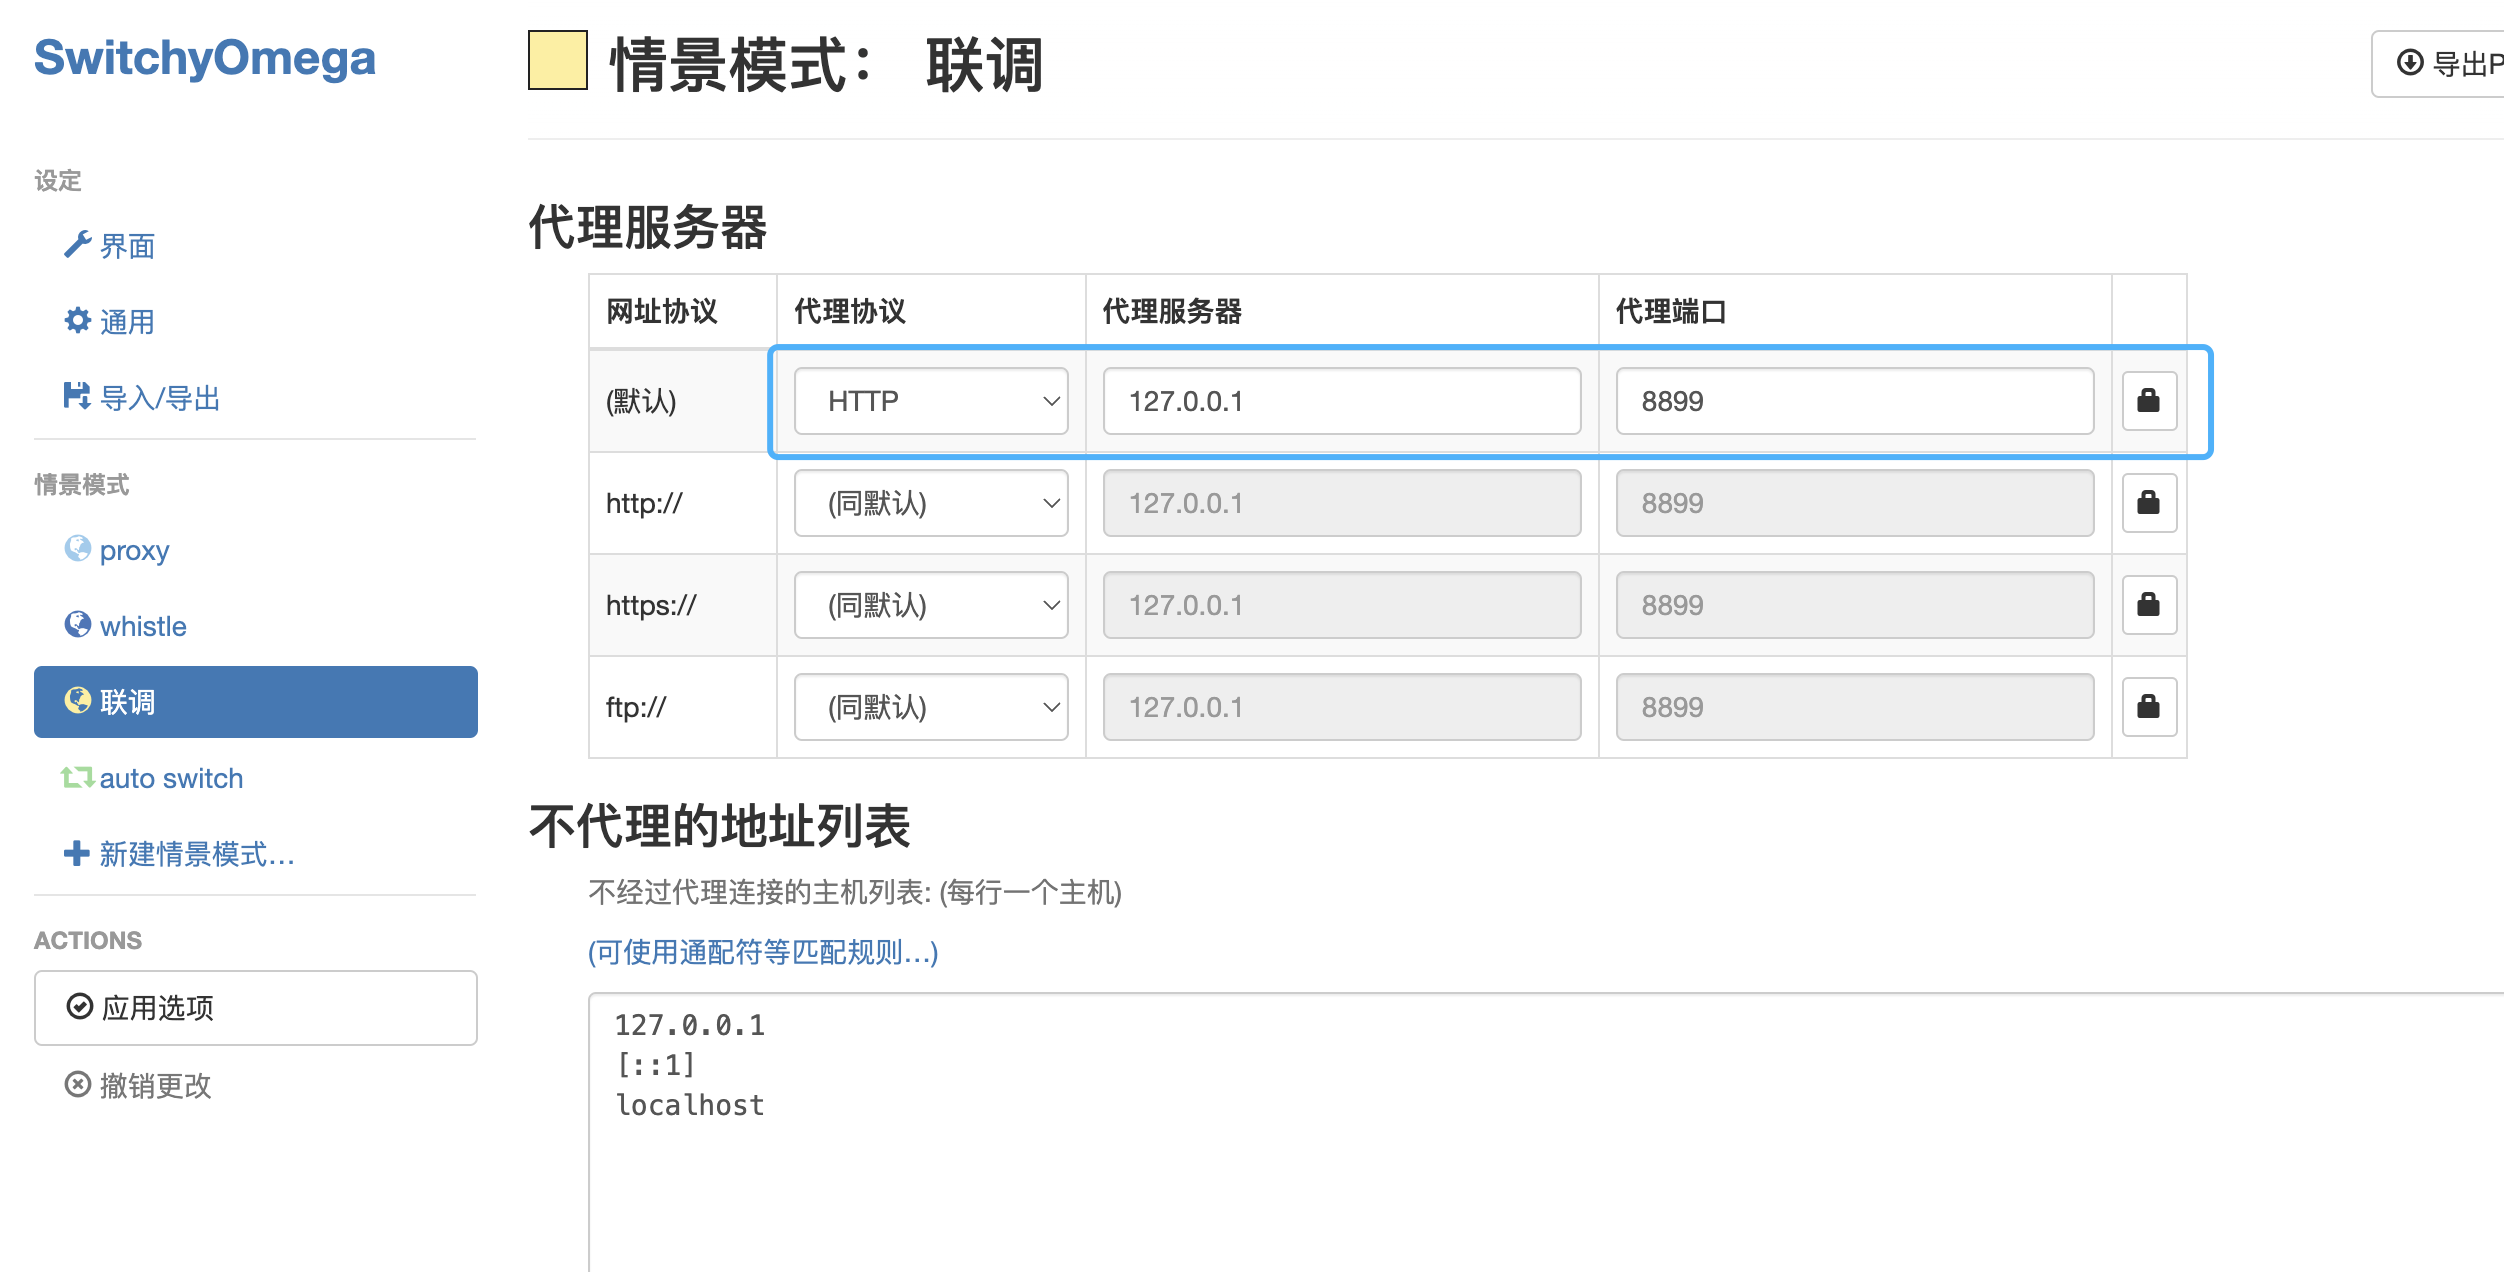 SwitchyOmega
设定
界面
通用
导入/导出
情景模式
proxy
whistle
联调
auto switch
新建情景模式...
ACTIONS
应用选项
撤销更改
情景模式： 联调
导出P
代理服务器
网址协议 代理协议 代理服务器 代理端口
(默认) HTTP 127.0.0.1 8899
http:// (同默认) 127.0.0.1 8899
https:// (同默认) 127.0.0.1 8899
ftp:// (同默认) 127.0.0.1 8899
不代理的地址列表
不经过代理连接的主机列表: (每行一个主机)
(可使用通配符等匹配规则...)
127.0.0.1
[::1]
localhost